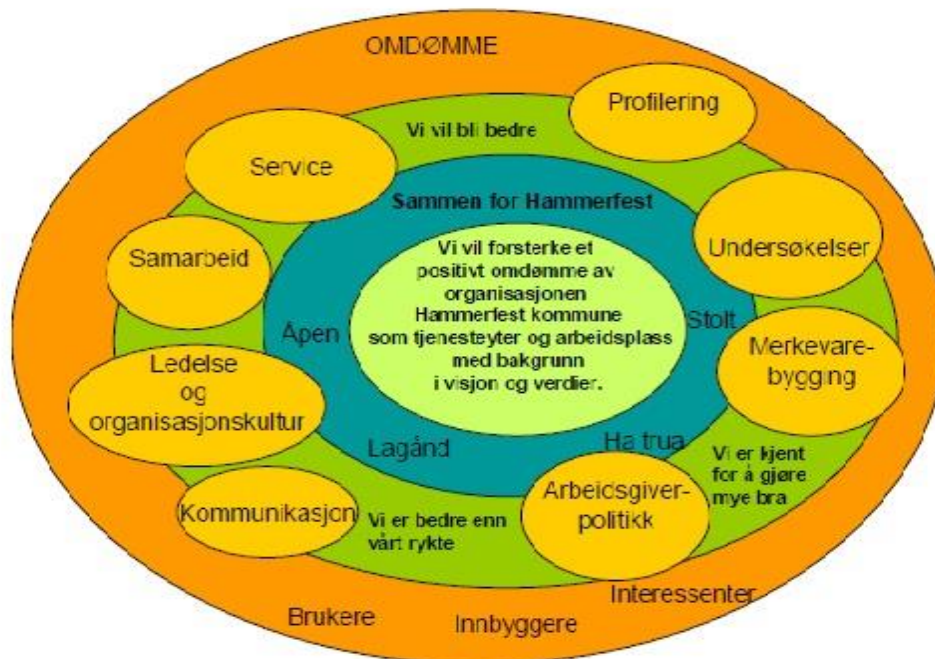 OMDØMME
Profilering
Vi vil bli bedre
Service
Sammen for Hammerfest
Undersøkelser
Samarbeid
Vi vil forsterke et
positivt omdømme av
organisasjonen
Hammerfest kommune
som tjenesteyter og arbeidsplass
med bakgrunn
i visjon og verdier.
Åpen
Stolt
Merkevare-
bygging
Ledelse
og
organisasjonskultur
Lagånd
Ha trua
Vi er kjent
for å gjøre
mye bra
Kommunikasjon
Vi er bedre enn
vårt rykte
Arbeidsgiver-
politikk
Interessenter
Brukere
Innbyggere